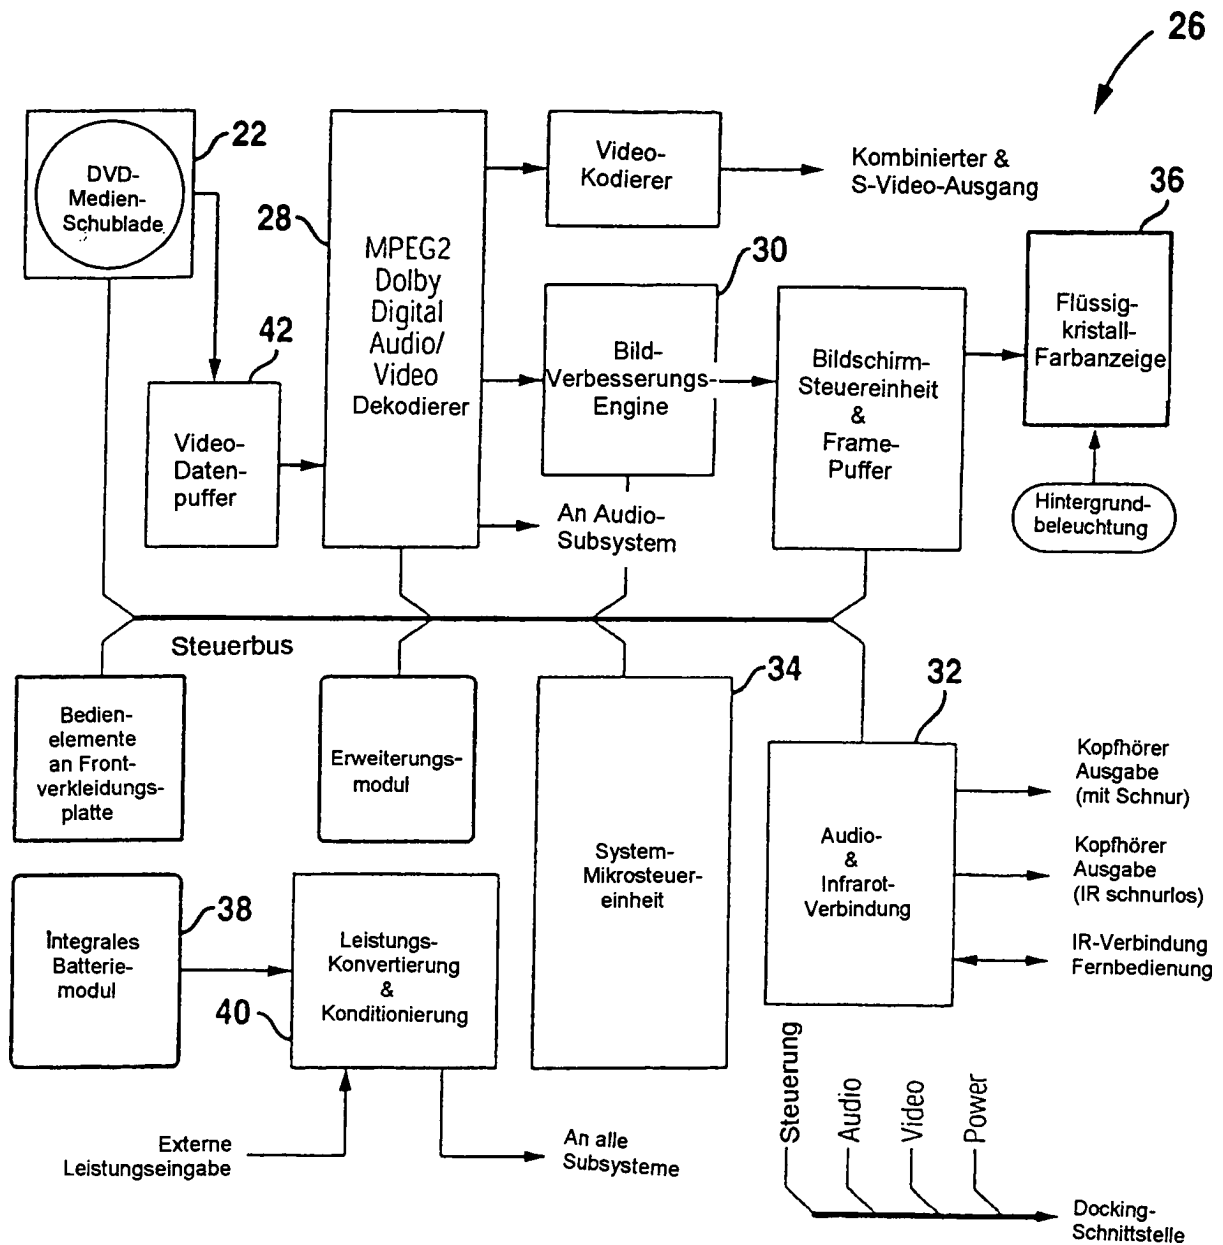 26
DVD-
Medien-
Schublade
22
28
MPEG2
Dolby
Digital
Audio/
Video
Dekodierer
Video-
Kodierer
Kombinierter &
S-Video-Ausgang
36
Flüssig-
kristall-
Farbanzeige
30
Bild-
Verbesserungs-
Engine
Bildschirm-
Steuereinheit
&
Frame-
Puffer
42
Video-
Daten-
puffer
Hintergrund-
beleuchtung
An Audio-
Subsystem
Steuerbus
Bedien-
elemente
an Front-
verkleidungs-
platte
Erweiterungs-
modul
34
System-
Mikrosteuer-
einheit
32
Audio-
&
Infrarot-
Verbindung
Kopfhörer
Ausgabe
(mit Schnur)
Kopfhörer
Ausgabe
(IR schnurlos)
IR-Verbindung
Fernbedienung
38
Integrales
Batterie-
modul
Leistungs-
Konvertierung
&
Konditionierung
40
Externe
Leistungseingabe
An alle
Subsysteme
Steuerung
Audio
Video
Power
Docking-
Schnittstelle